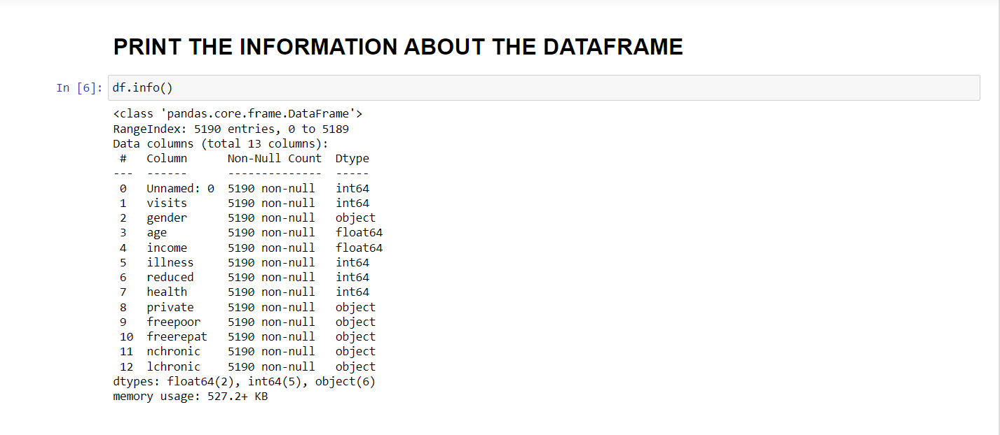 PRINT THE INFORMATION ABOUT THE DATAFRAME
In [6]: df.info()
<class 'pandas.core.frame.DataFrame'>
RangeIndex: 5190 entries, 0 to 5189
Data columns (total 13 columns):
 #   Column      Non-Null Count  Dtype
---  ------      --------------  -----
 0   Unnamed: 0  5190 non-null   int64
 1   visits      5190 non-null   int64
 2   gender      5190 non-null   object
 3   age         5190 non-null   float64
 4   income      5190 non-null   float64
 5   illness     5190 non-null   int64
 6   reduced     5190 non-null   int64
 7   health      5190 non-null   int64
 8   private     5190 non-null   object
 9   freepoor    5190 non-null   object
 10  freerepat   5190 non-null   object
 11  nchronic    5190 non-null   object
 12  lchronic    5190 non-null   object
dtypes: float64(2), int64(5), object(6)
memory usage: 527.2+ KB